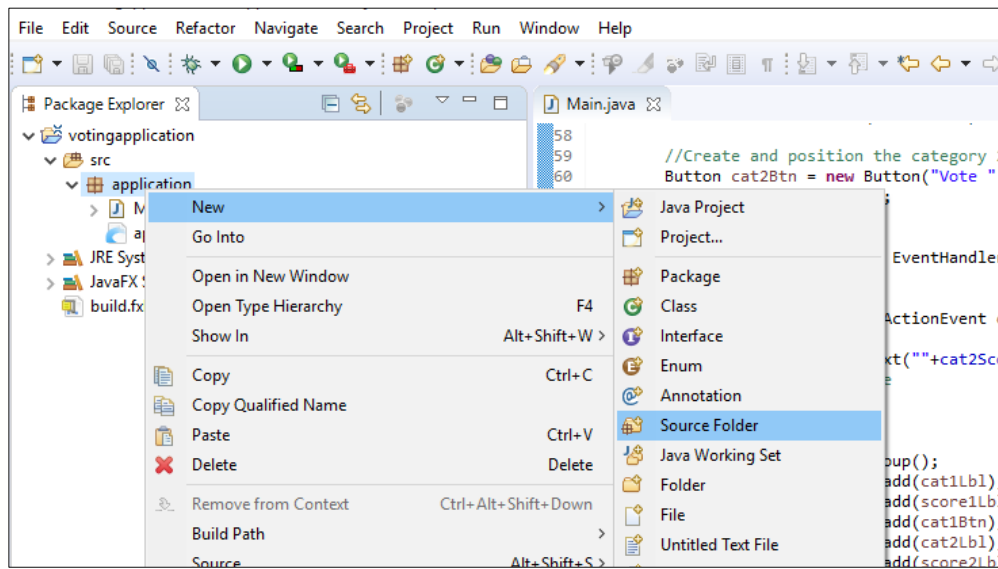 File Edit Source Refactor Navigate Search Project Run Window Help
Package Explorer
votingapplication
src
application
M
ap
JRE Syst
JavaFX S
build.fx
Main.java
58
59
60
//Create and position the category
Button cat2Btn = new Button("Vote "
;
EventHandler
ActionEvent
xt(""+cat2Sco
e
oup();
add(cat1Lbl)
add(score1Lb
add(cat1Btn)
add(cat2Lbl)
add(score2Lb
New >
Go Into
Open in New Window
Open Type Hierarchy F4
Show In Alt+Shift+W >
Copy Ctrl+C
Copy Qualified Name
Paste Ctrl+V
Delete Delete
Remove from Context Ctrl+Alt+Shift+Down
Build Path >
Source Alt+Shift+S >
Java Project
Project...
Package
Class
Interface
Enum
Annotation
Source Folder
Java Working Set
Folder
File
Untitled Text File